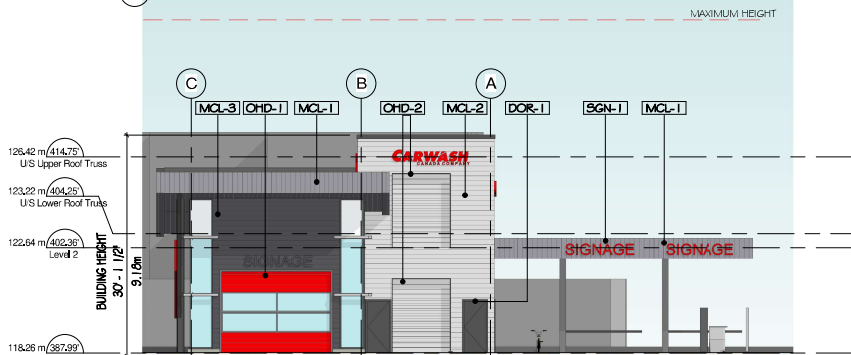 MAXIMUM HEIGHT
C
B
A
MCL-3 OHD-1 MCL-1 OHD-2 MCL-2 DOR-1 SGN-1 MCL-1
126.42 m 414.75'
U/S Upper Roof Truss
CARWASH
CANADA COMPANY
123.22 m 404.25'
U/S Lower Roof Truss
122.64 m 402.36'
Level 2
SIGNAGE SIGNAGE
SIGNAGE
BUILDING HEIGHT
30' - 1 1/2"
9.18m
118.26 m 387.99'